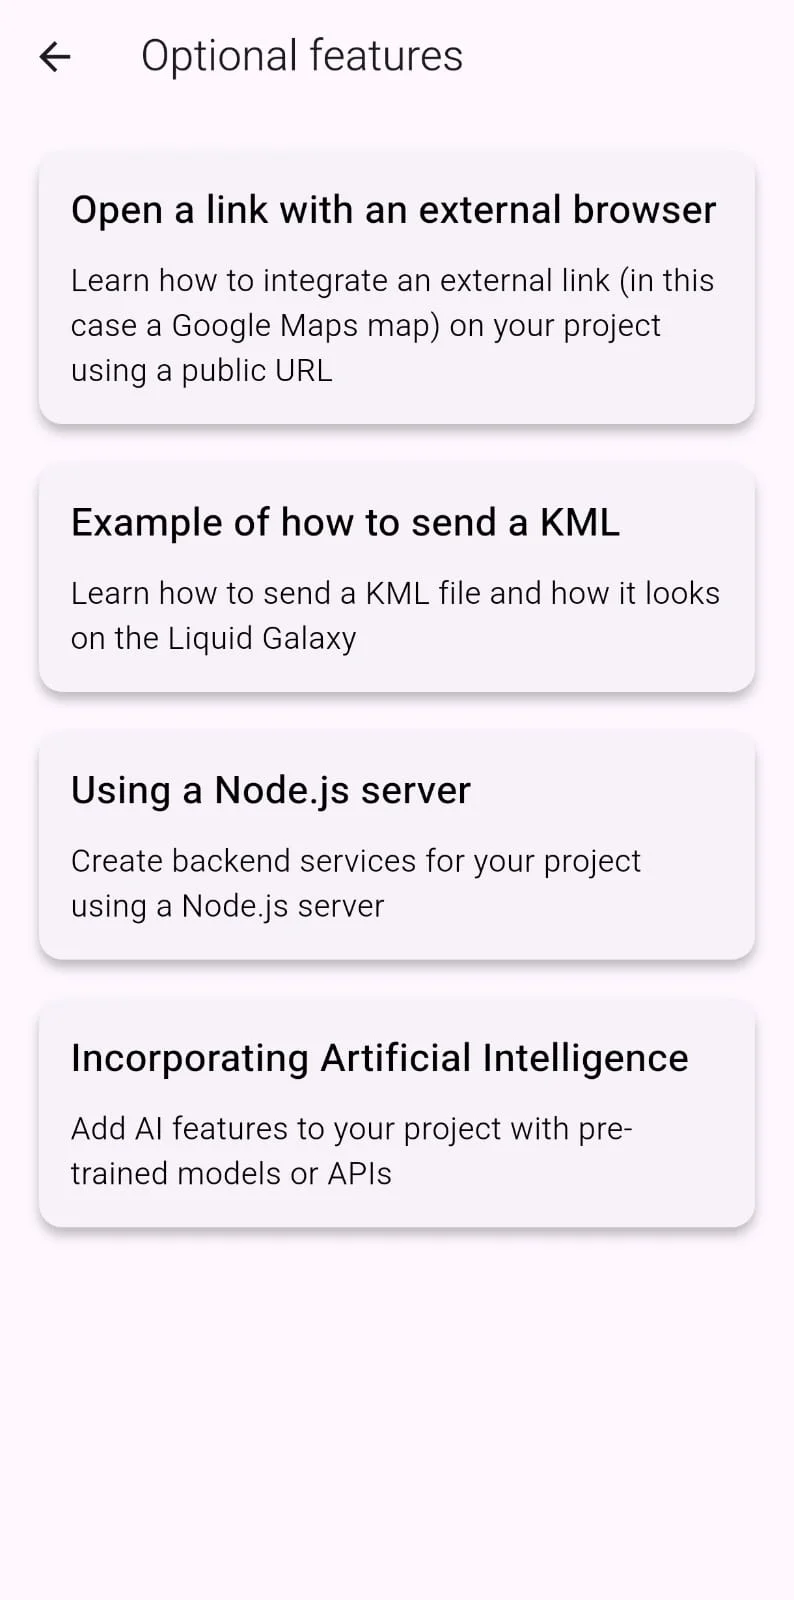 Optional features
Open a link with an external browser
Learn how to integrate an external link (in this
case a Google Maps map) on your project
using a public URL
Example of how to send a KML
Learn how to send a KML file and how it looks
on the Liquid Galaxy
Using a Node.js server
Create backend services for your project
using a Node.js server
Incorporating Artificial Intelligence
Add AI features to your project with pre-
trained models or APIs